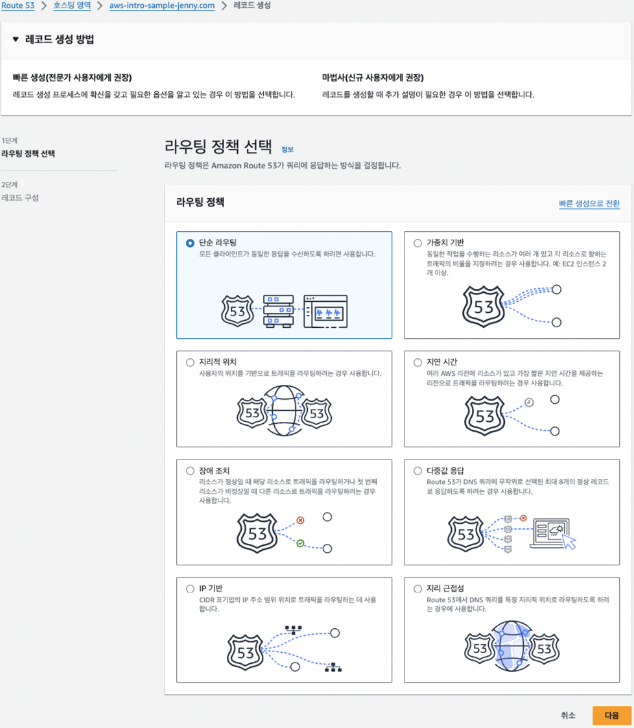 Route 53 > 호스팅 영역 > aws-intro-sample-jenny.com > 레코드 생성
▼ 레코드 생성 방법
빠른 생성(전문가 사용자에게 권장)
레코드 생성 프로세스에 확신을 갖고 필요한 옵션을 알고 있는 경우 이 방법을 선택합니다.
마법사(신규 사용자에게 권장)
레코드를 생성할 때 추가 설명이 필요한 경우 이 방법을 선택합니다.
1단계
라우팅 정책 선택
2단계
레코드 구성
라우팅 정책 선택 정보
라우팅 정책은 Amazon Route 53가 쿼리에 응답하는 방식을 결정합니다.
라우팅 정책
빠른 생성으로 전환
단순 라우팅
모든 클라이언트가 동일한 응답을 수신하도록 하려면 사용합니다.
53
가중치 기반
동일한 작업을 수행하는 리소스가 여러 개 있고 각 리소스로 향하는
트래픽의 비율을 지정하려는 경우 사용합니다. 예: EC2 인스턴스 2
개 이상.
53
지리적 위치
사용자의 위치를 기반으로 트래픽을 라우팅하려는 경우 사용합니다.
53
53
지연 시간
여러 AWS 리전에 리소스가 있고 가장 짧은 지연 시간을 제공하는
리전으로 트래픽을 라우팅하려는 경우 사용합니다.
53
장애 조치
리소스가 정상일 때 해당 리소스로 트래픽을 라우팅하거나 첫 번째
리소스가 비정상일 때 다른 리소스로 트래픽을 라우팅하려는 경우
사용합니다.
53
다중값 응답
Route 53가 DNS 쿼리에 무작위로 선택된 최대 8개의 정상 레코드
로 응답하도록 하려는 경우 사용합니다.
53
IP 기반
CIDR 표기법의 IP 주소 범위 위치로 트래픽을 라우팅하는 데 사용
합니다.
53
지리 근접성
Route 53에서 DNS 쿼리를 특정 지리적 위치로 라우팅하도록 하려
는 경우에 사용합니다.
53
53
취소
다음